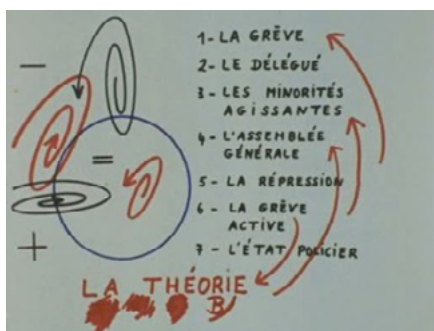 1- LA GRÈVE
2- LE DÉLÉGUÉ
3- LES MINORITÉS
AGISSANTES
4- L'ASSEMBLÉE
GÉNÉRALE
5- LA RÉPRESSION
6- LA GRÈVE
ACTIVE
7- L'ÉTAT POLICIER
-
=
+
LA THÉORIE
B